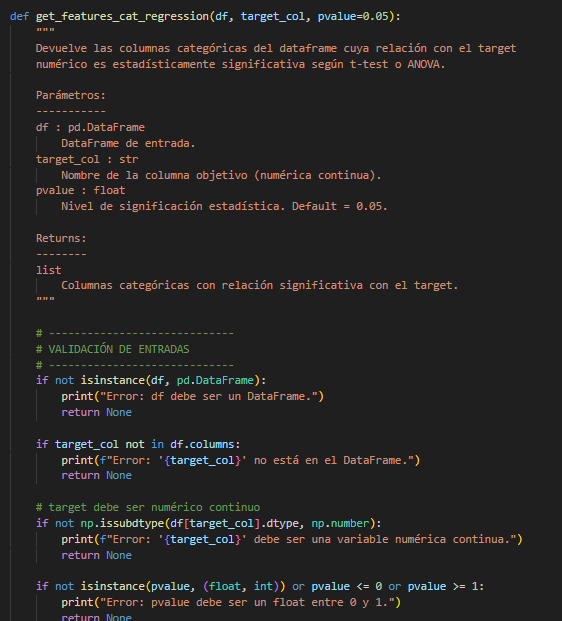 def get_features_cat_regression(df, target_col, pvalue=0.05):
"""
Devuelve las columnas categóricas del dataframe cuya relación con el target
numérico es estadísticamente significativa según t-test o ANOVA.
Parámetros:
-----------
df : pd.DataFrame
DataFrame de entrada.
target_col : str
Nombre de la columna objetivo (numérica continua).
pvalue : float
Nivel de significación estadística. Default = 0.05.
Returns:
--------
list
Columnas categóricas con relación significativa con el target.
"""
# -----------------------------
# VALIDACIÓN DE ENTRADAS
# -----------------------------
if not isinstance(df, pd.DataFrame):
print("Error: df debe ser un DataFrame.")
return None
if target_col not in df.columns:
print(f"Error: '{target_col}' no está en el DataFrame.")
return None
# target debe ser numérico continuo
if not np.issubdtype(df[target_col].dtype, np.number):
print(f"Error: '{target_col}' debe ser una variable numérica continua.")
return None
if not isinstance(pvalue, (float, int)) or pvalue <= 0 or pvalue >= 1:
print("Error: pvalue debe ser un float entre 0 y 1.")
return None